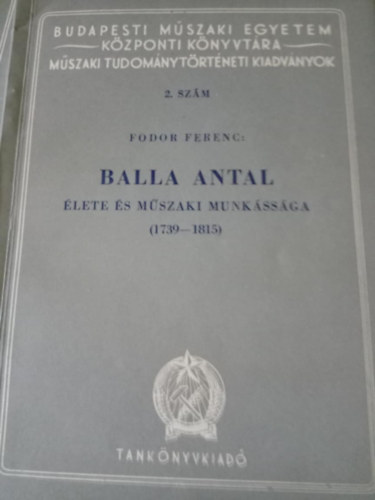 BUDAPESTI MŰSZAKI EGYETEM
KÖZPONTI KÖNYVTÁRA
MŰSZAKI TUDOMÁNYTÖRTÉNETI KIADVÁNYOK
2. SZÁM
FODOR FERENC:
BALLA ANTAL
ÉLETE ÉS MŰSZAKI MUNKÁSSÁGA
(1739—1815)
TANKÖNYVKIADÓ